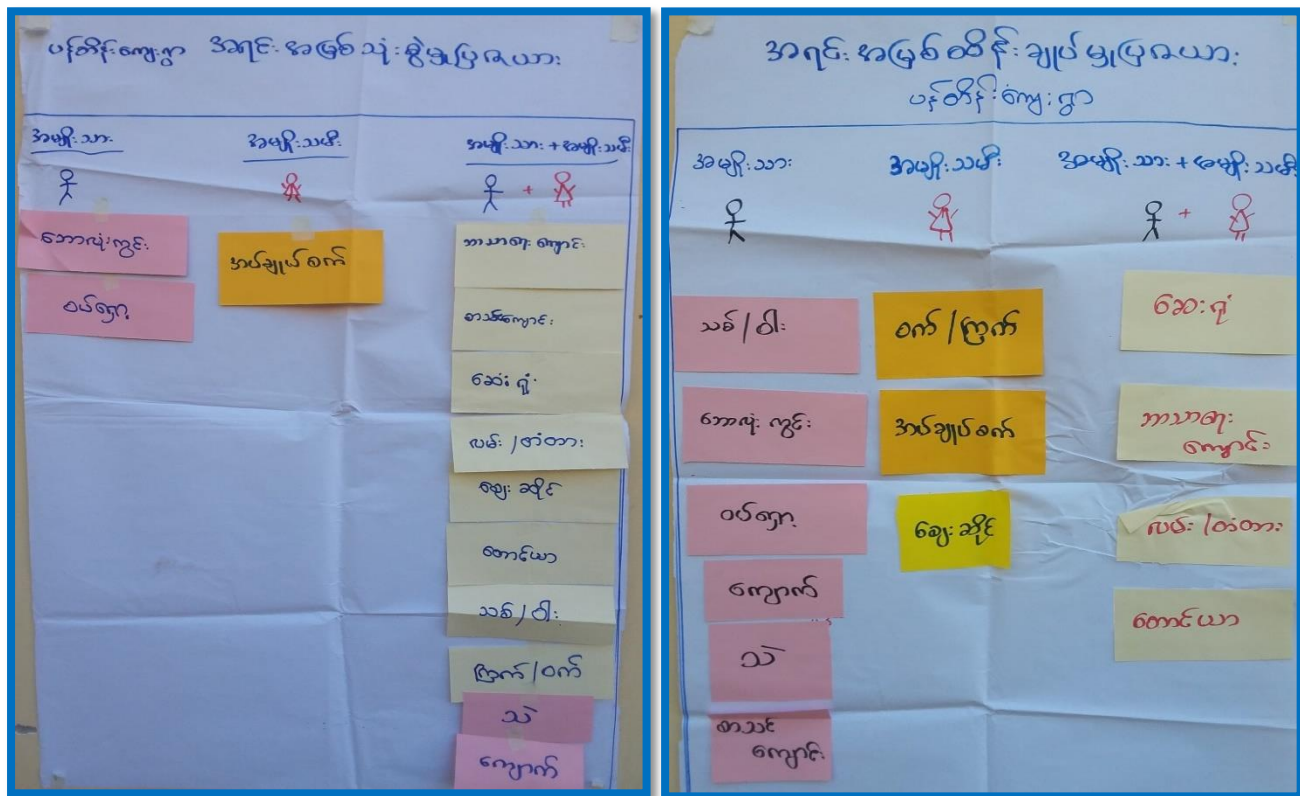 ပန်တိန်းကျေးရွာ အရင်းအမြစ်သုံးစွဲမှုပြဇယား
အမျိုးသား
အမျိုးသမီး
အမျိုးသား + အမျိုးသမီး
+
ဘောလုံးကွင်း
ဝပ်ရှော့
အပ်ချုပ်စက်
ဘာသာရေးကျောင်း
စာသင်ကျောင်း
ဆေးရုံ
လမ်း/တံတား
ဈေးဆိုင်
တောင်ယာ
သစ်/ဝါး
ကြက်/ဝက်
သဲ
ကျောက်
အရင်းအမြစ်ထိန်းချုပ်မှုပြဇယား
ပန်တိန်းကျေးရွာ
အမျိုးသား
အမျိုးသမီး
အမျိုးသား + အမျိုးသမီး
+
သစ်/ဝါး
ဘောလုံးကွင်း
ဝပ်ရှော့
ကျောက်
သဲ
စာသင်
ကျောင်း
ဝက်/ကြက်
အပ်ချုပ်စက်
ဈေးဆိုင်
ဆေးရုံ
ဘာသာရေး
ကျောင်း
လမ်း/တံတား
တောင်ယာ